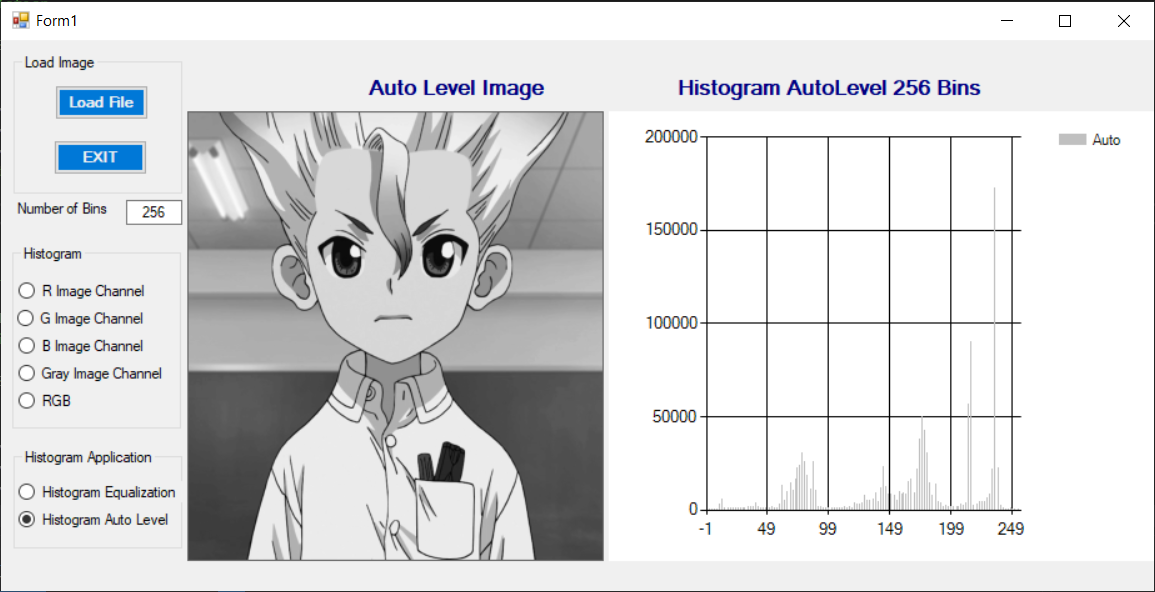 Form1
Load Image
Load File
EXIT
Number of Bins 256
Histogram
R Image Channel
G Image Channel
B Image Channel
Gray Image Channel
RGB
Histogram Application
Histogram Equalization
Histogram Auto Level
Auto Level Image
Histogram AutoLevel 256 Bins
200000
150000
100000
50000
0
-1 49 99 149 199 249
Auto